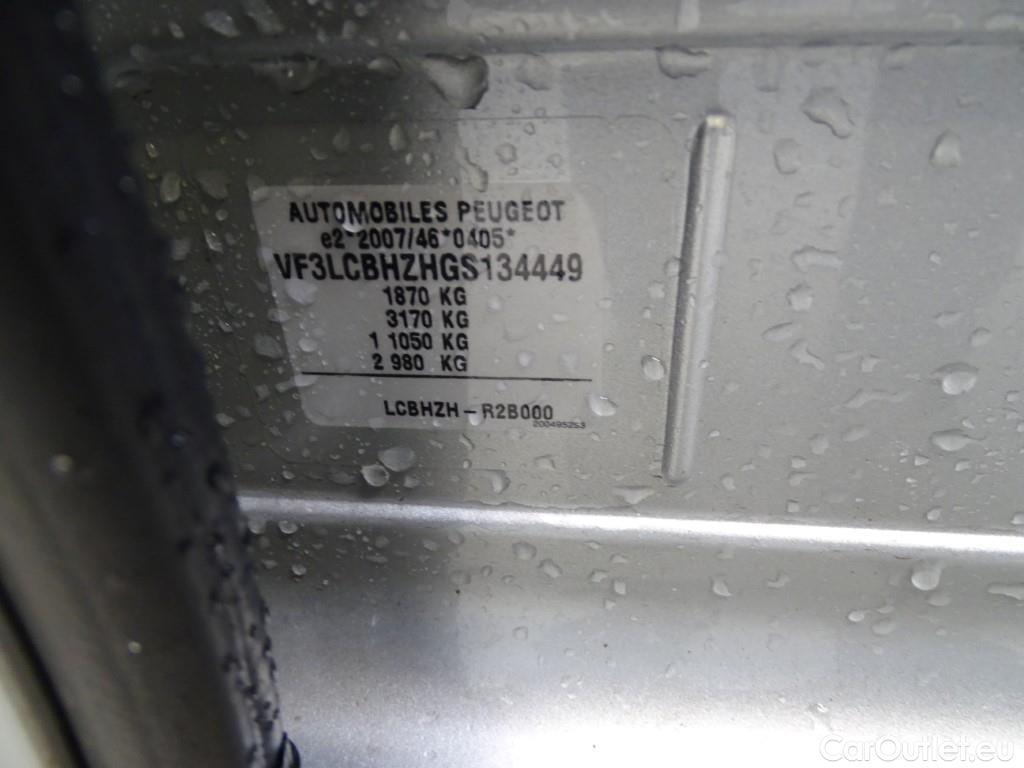 AUTOMOBILES PEUGEOT
e2*2007/46*0405*
VF3LCBHZHGS134449
1870 KG
3170 KG
1 1050 KG
2 980 KG
LCBHZH-R2B000
200495253
CarOutlet.eu